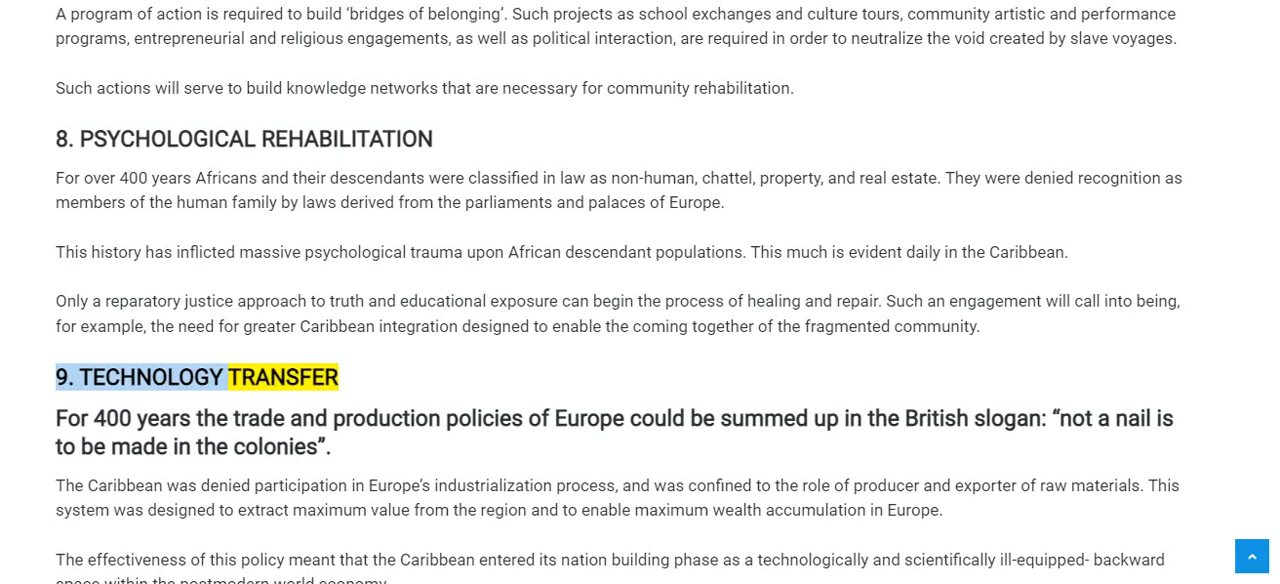 A program of action is required to build ‘bridges of belonging’. Such projects as school exchanges and culture tours, community artistic and performance
programs, entrepreneurial and religious engagements, as well as political interaction, are required in order to neutralize the void created by slave voyages.
Such actions will serve to build knowledge networks that are necessary for community rehabilitation.
8. PSYCHOLOGICAL REHABILITATION
For over 400 years Africans and their descendants were classified in law as non-human, chattel, property, and real estate. They were denied recognition as
members of the human family by laws derived from the parliaments and palaces of Europe.
This history has inflicted massive psychological trauma upon African descendant populations. This much is evident daily in the Caribbean.
Only a reparatory justice approach to truth and educational exposure can begin the process of healing and repair. Such an engagement will call into being,
for example, the need for greater Caribbean integration designed to enable the coming together of the fragmented community.
9. TECHNOLOGY TRANSFER
For 400 years the trade and production policies of Europe could be summed up in the British slogan: “not a nail is
to be made in the colonies”.
The Caribbean was denied participation in Europe’s industrialization process, and was confined to the role of producer and exporter of raw materials. This
system was designed to extract maximum value from the region and to enable maximum wealth accumulation in Europe.
The effectiveness of this policy meant that the Caribbean entered its nation building phase as a technologically and scientifically ill-equipped- backward
space within the postmodern world economy.